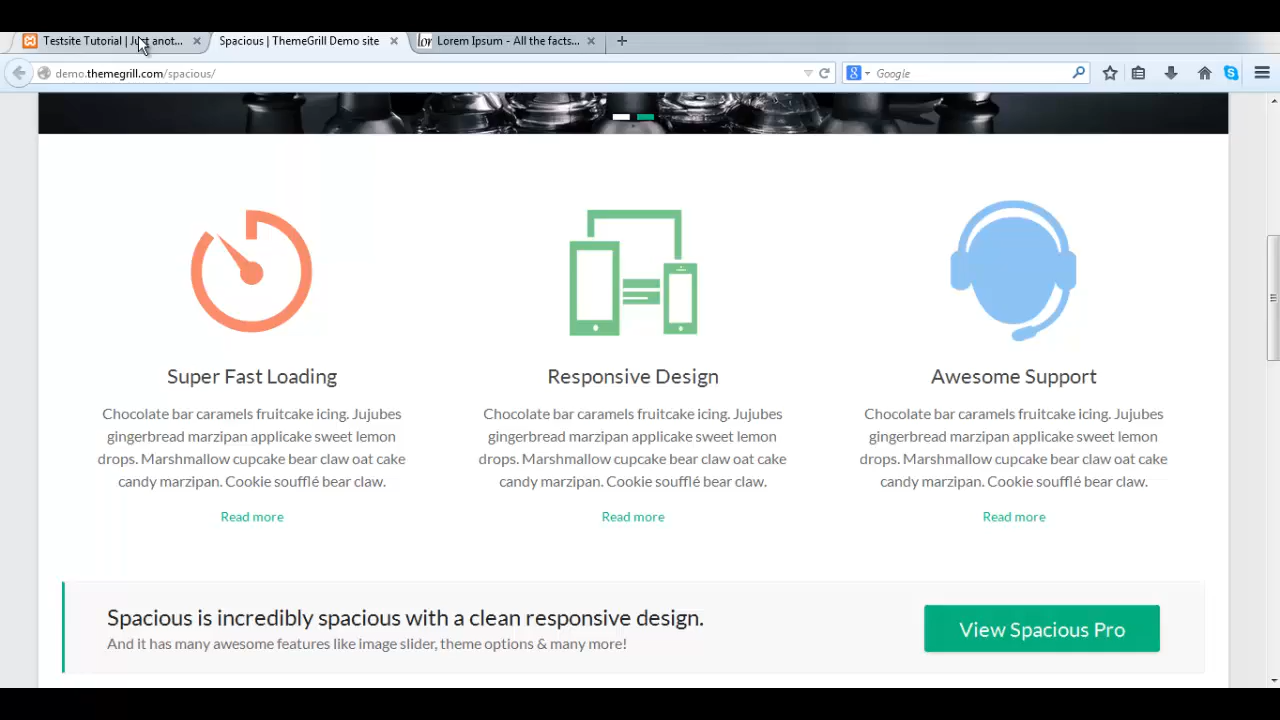 Testsite Tutorial | Just anot...
Spacious | ThemeGrill Demo site
lor Lorem Ipsum - All the facts...
demo.themegrill.com/spacious/
Google
Super Fast Loading
Responsive Design
Awesome Support
Chocolate bar caramels fruitcake icing. Jujubes
gingerbread marzipan applicake sweet lemon
drops. Marshmallow cupcake bear claw oat cake
candy marzipan. Cookie soufflé bear claw.
Read more
Chocolate bar caramels fruitcake icing. Jujubes
gingerbread marzipan applicake sweet lemon
drops. Marshmallow cupcake bear claw oat cake
candy marzipan. Cookie soufflé bear claw.
Read more
Chocolate bar caramels fruitcake icing. Jujubes
gingerbread marzipan applicake sweet lemon
drops. Marshmallow cupcake bear claw oat cake
candy marzipan. Cookie soufflé bear claw.
Read more
Spacious is incredibly spacious with a clean responsive design.
And it has many awesome features like image slider, theme options & many more!
View Spacious Pro